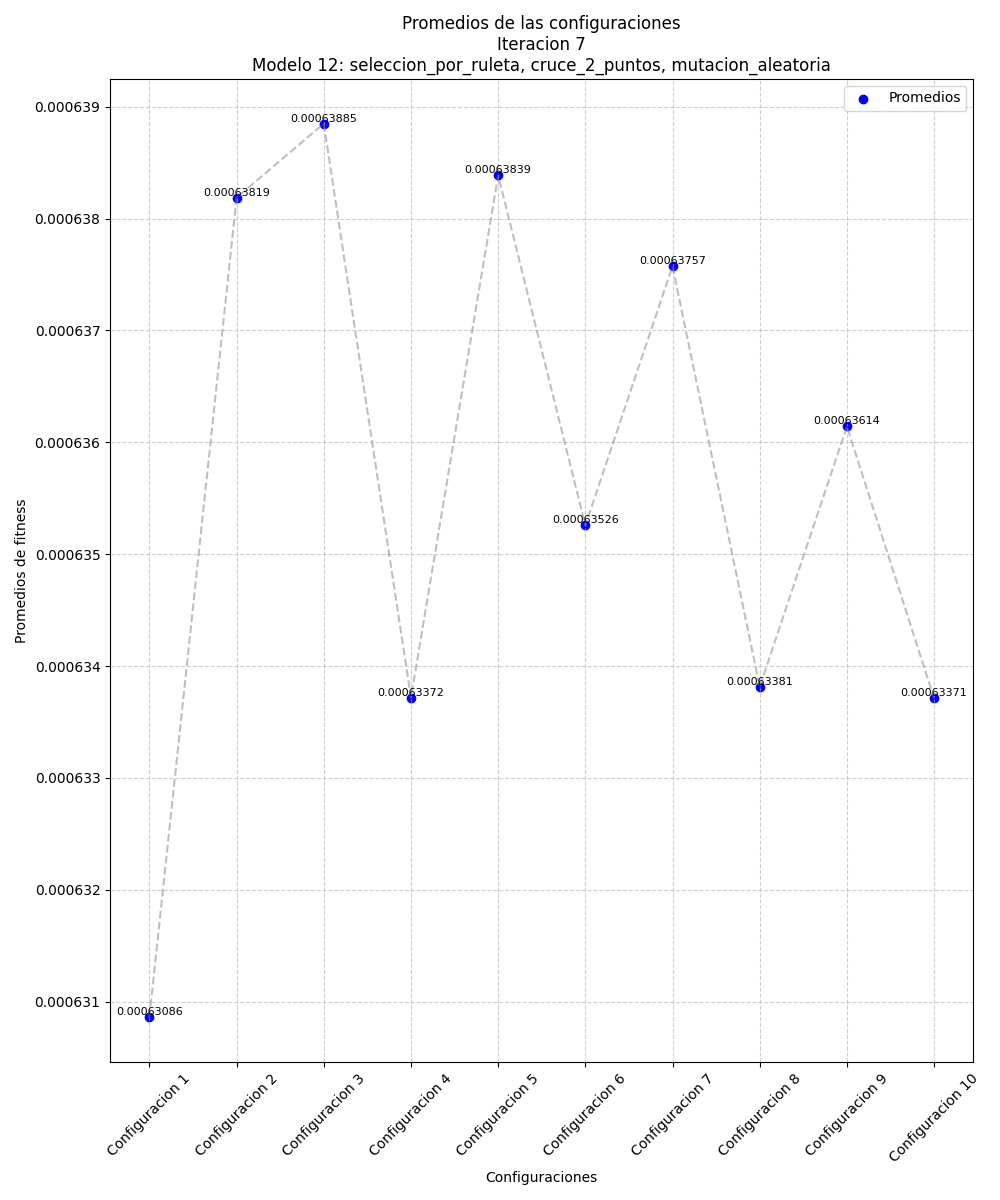 Promedios de las configuraciones
Iteracion 7
Modelo 12: seleccion_por_ruleta, cruce_2_puntos, mutacion_aleatoria
Promedios
0.000639
0.000638
0.000637
0.000636
0.000635
0.000634
0.000633
0.000632
0.000631
Promedios de fitness
0.00063086
0.00063819
0.00063885
0.00063372
0.00063839
0.00063526
0.00063757
0.00063381
0.00063614
0.00063371
Configuracion 1
Configuracion 2
Configuracion 3
Configuracion 4
Configuracion 5
Configuracion 6
Configuracion 7
Configuracion 8
Configuracion 9
Configuracion 10
Configuraciones